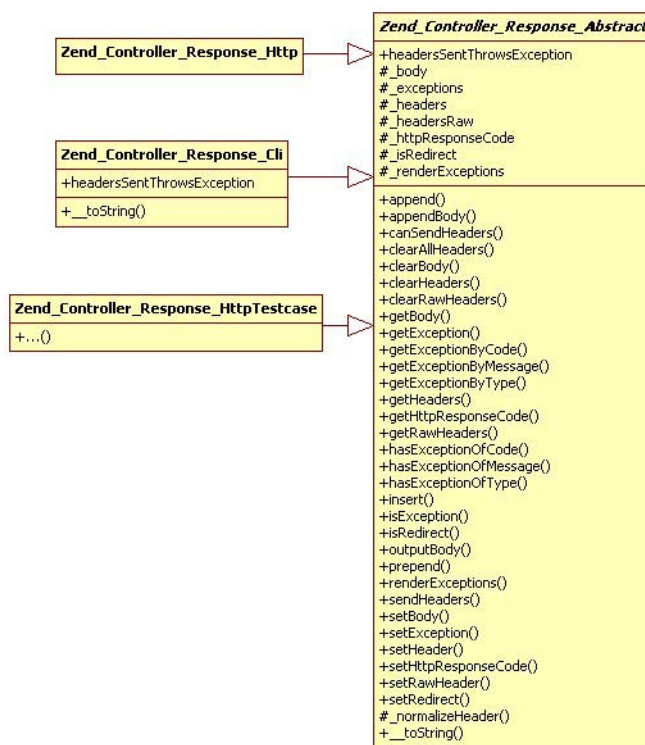 Zend_Controller_Response_Http
Zend_Controller_Response_Cli
+headersSentThrowsException
+__toString()
Zend_Controller_Response_HttpTestcase
+...()
Zend_Controller_Response_Abstract
+headersSentThrowsException
#_body
#_exceptions
#_headers
#_headersRaw
#_httpResponseCode
#_isRedirect
#_renderExceptions
+append()
+appendBody()
+canSendHeaders()
+clearAllHeaders()
+clearBody()
+clearHeaders()
+clearRawHeaders()
+getBody()
+getException()
+getExceptionByCode()
+getExceptionByMessage()
+getExceptionByType()
+getHeaders()
+getHttpResponseCode()
+getRawHeaders()
+hasExceptionOfCode()
+hasExceptionOfMessage()
+hasExceptionOfType()
+insert()
+isException()
+isRedirect()
+outputBody()
+prepend()
+renderExceptions()
+sendHeaders()
+setBody()
+setException()
+setHeader()
+setHttpResponseCode()
+setRawHeader()
+setRedirect()
#_normalizeHeader()
+__toString()